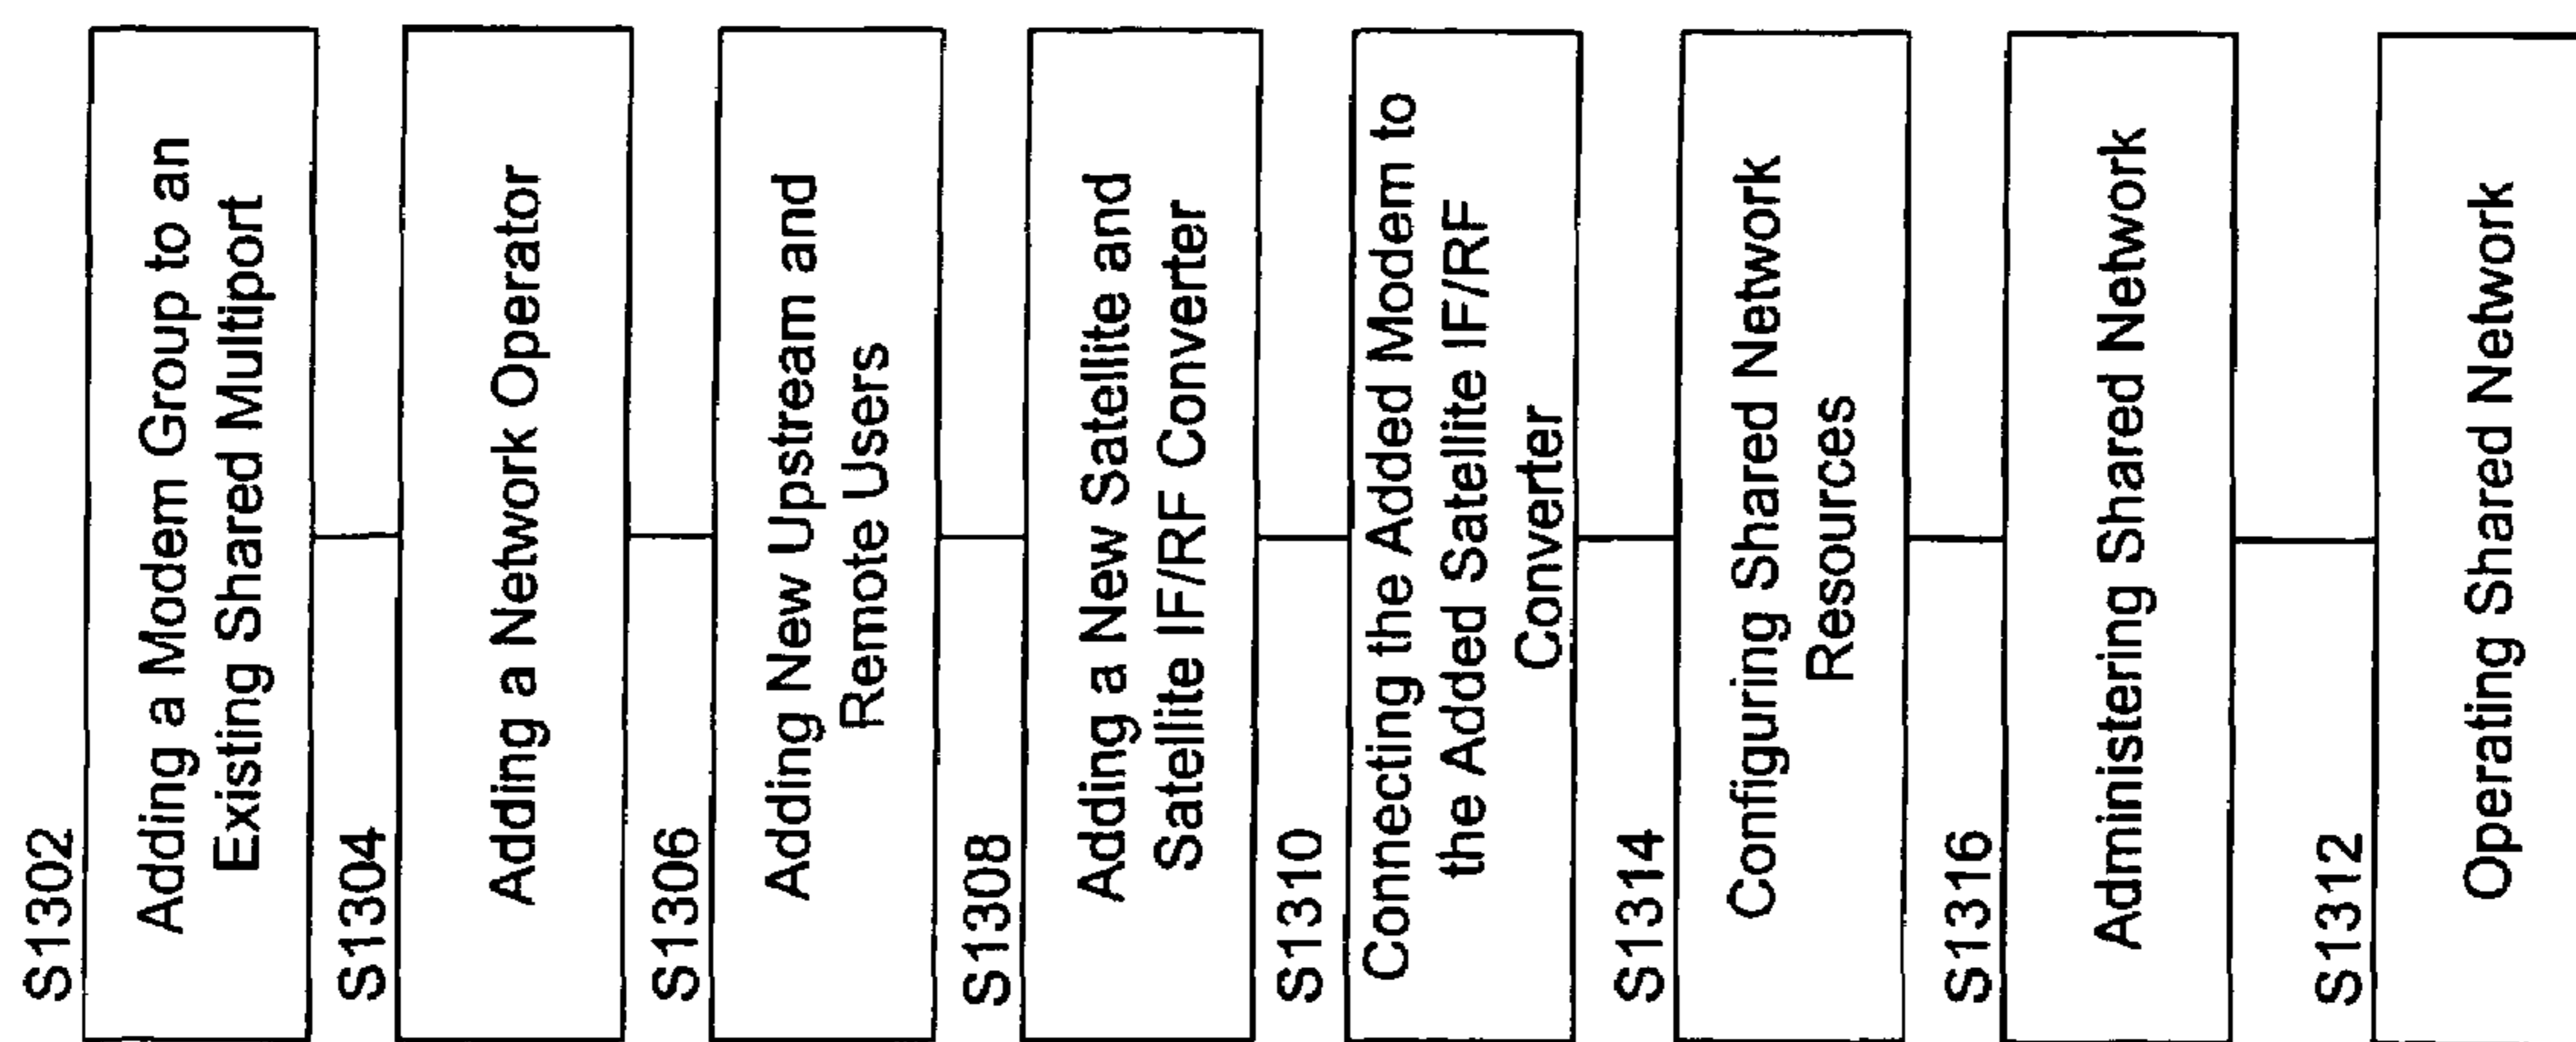 S1302
Adding a Modem Group to an
Existing Shared Multiport
S1304
Adding a Network Operator
S1306
Adding New Upstream and
Remote Users
S1308
Adding a New Satellite and
Satellite IF/RF Converter
S1310
Connecting the Added Modem to
the Added Satellite IF/RF
Converter
S1314
Configuring Shared Network
Resources
S1316
Administering Shared Network
S1312
Operating Shared Network